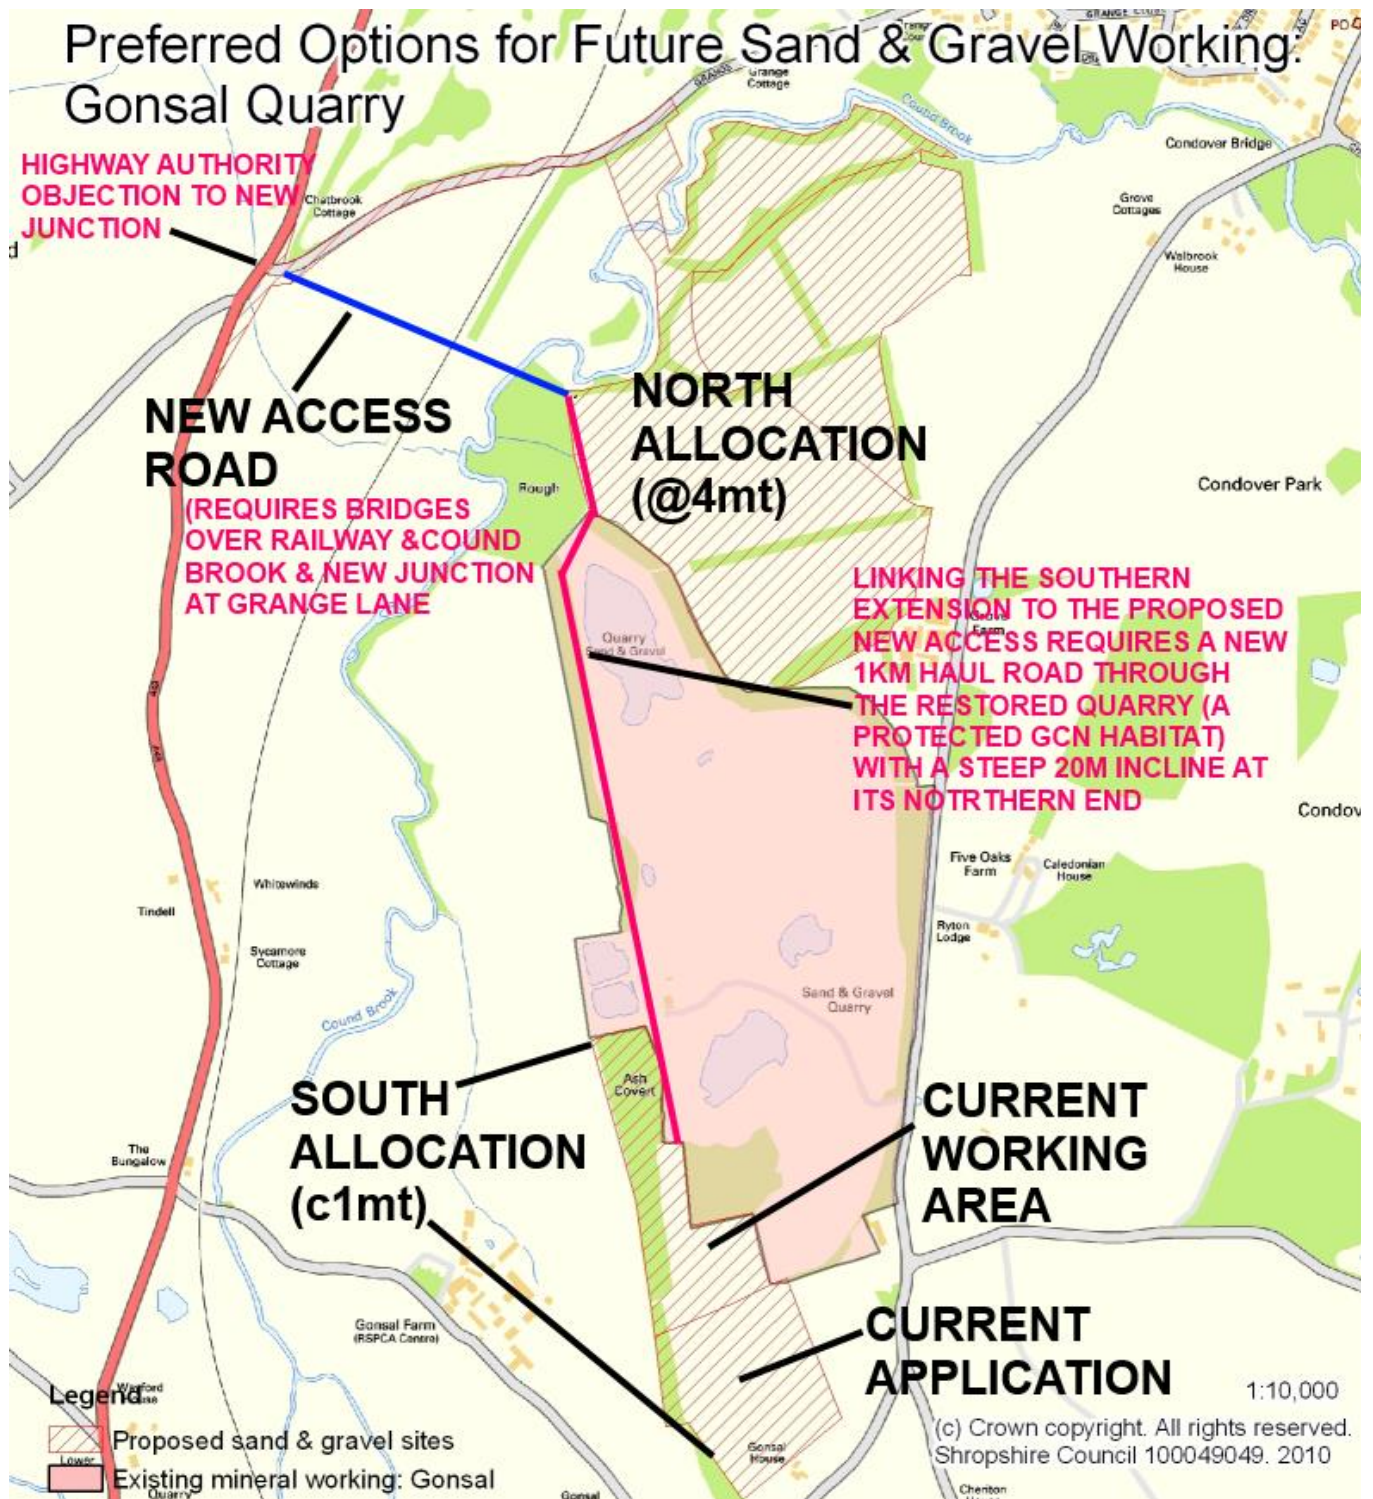 Preferred Options for Future Sand & Gravel Working:
Gonsal Quarry
HIGHWAY AUTHORITY
OBJECTION TO NEW
JUNCTION
Chatbrook
Cottage
Grange
Cottage
Cound Brook
PO
Condover Bridge
Grove
Cottages
Walbrook
House
NEW ACCESS
ROAD
(REQUIRES BRIDGES
OVER RAILWAY &COUND
BROOK & NEW JUNCTION
AT GRANGE LANE
NORTH
ALLOCATION
(@4mt)
Rough
Condover Park
Quarry
Sand & Gravel
LINKING THE SOUTHERN
EXTENSION TO THE PROPOSED
NEW ACCESS REQUIRES A NEW
1KM HAUL ROAD THROUGH
THE RESTORED QUARRY (A
PROTECTED GCN HABITAT)
WITH A STEEP 20M INCLINE AT
ITS NOTRTHERN END
Grove
Farm
Condov
Five Oaks
Farm
Caledonian
House
Whitewinds
Tindell
Ryton
Lodge
Sycamore
Cottage
Sand & Gravel
Quarry
Cound Brook
Ash
Covert
SOUTH
ALLOCATION
(c1mt)
CURRENT
WORKING
AREA
The
Bungalow
Gonsal Farm
(RSPCA Centre)
CURRENT
APPLICATION
1:10,000
(c) Crown copyright. All rights reserved.
Shropshire Council 100049049. 2010
Legend
Proposed sand & gravel sites
Lower
Existing mineral working: Gonsal
Quarry
Gonsal
House
Gonsal